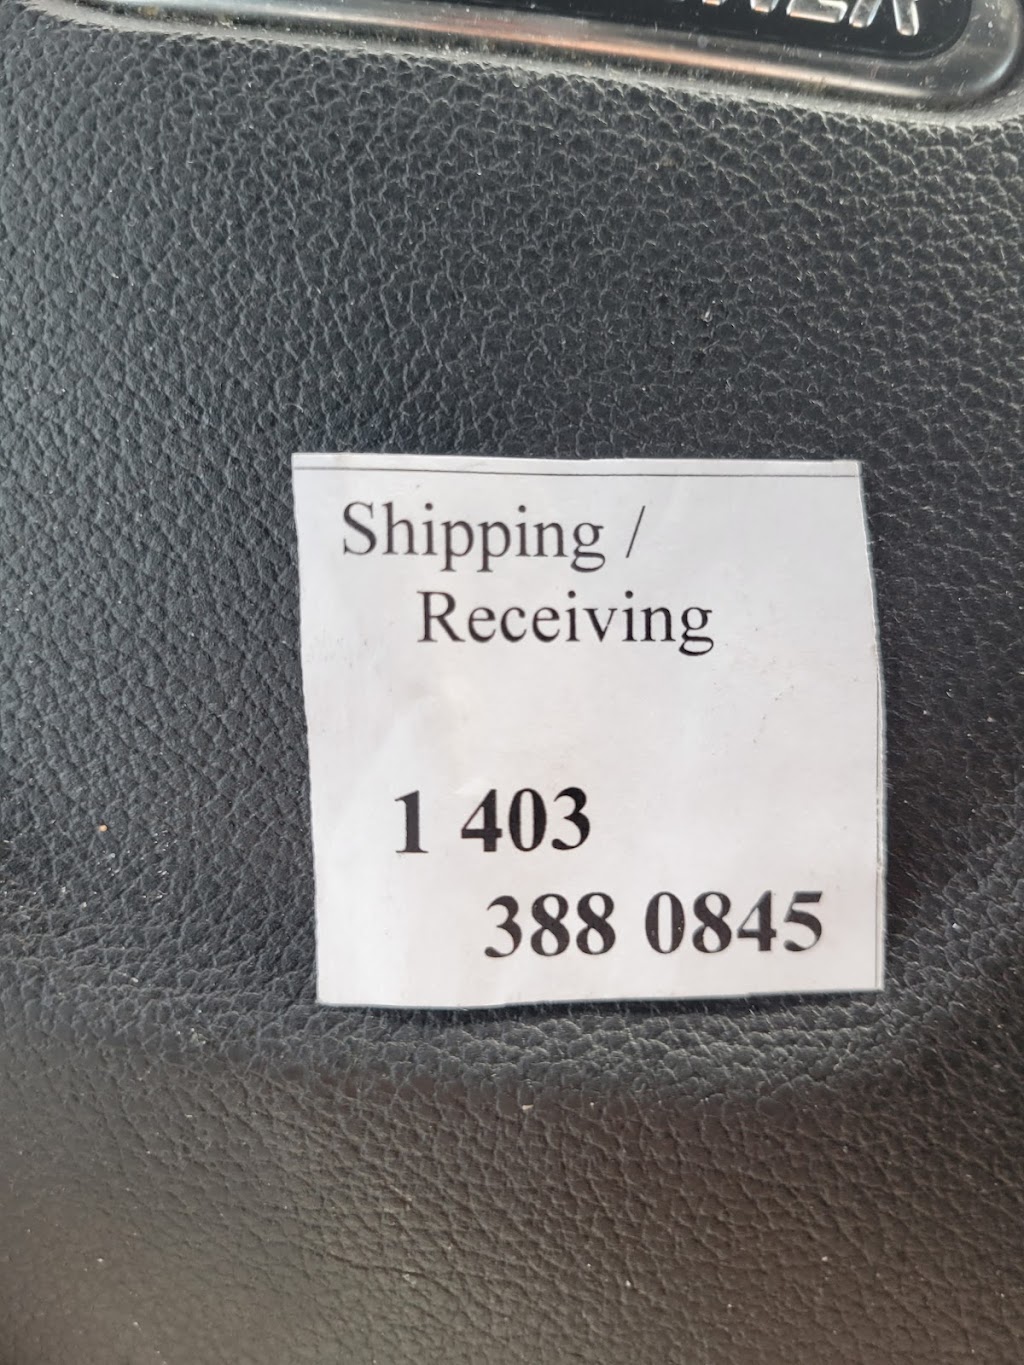 Shipping /
Receiving
1 403
388 0845